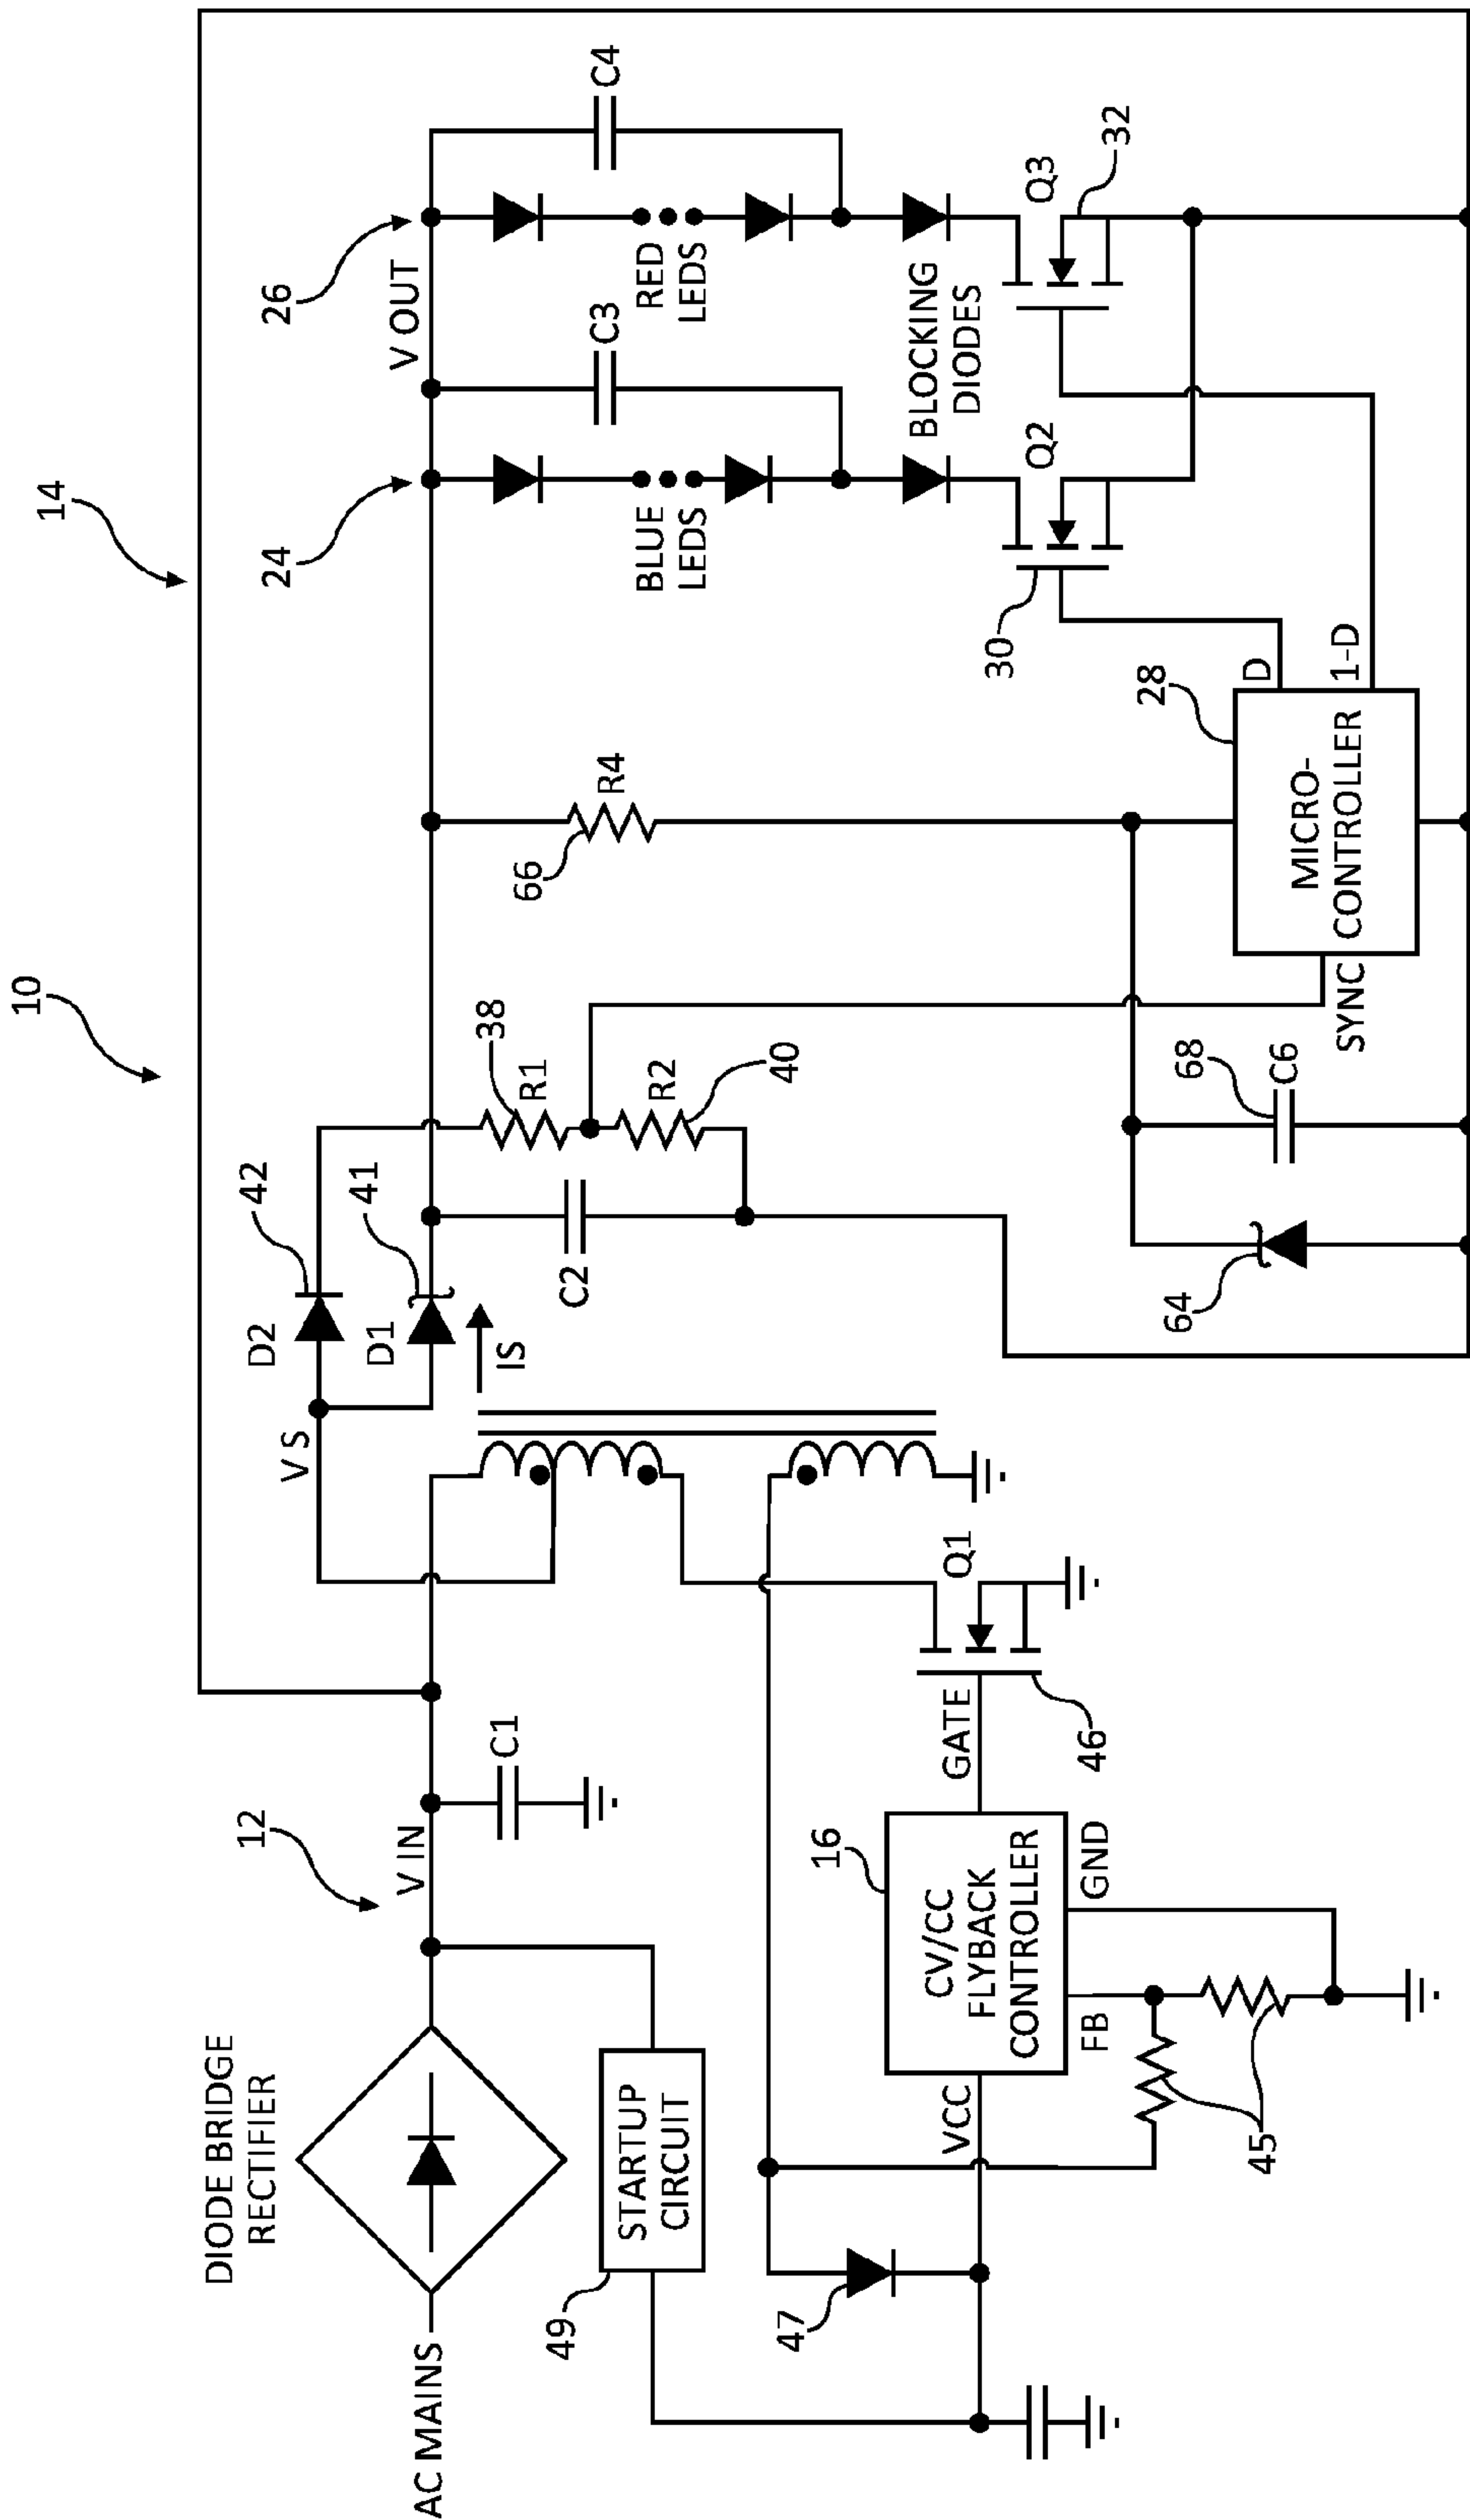 10
14
12
DIODE BRIDGE
RECTIFIER
AC MAINS
V IN
C1
V S
D2
42
D1
41
IS
C2
R1
38
R2
40
66
R4
24
26
V OUT
BLUE
LEDS
C3
RED
LEDS
C4
BLOCKING
DIODES
30
Q2
Q3
32
28
D
1-D
MICRO-
CONTROLLER
SYNC
68
C6
64
49
STARTUP
CIRCUIT
47
16
CV/CC
FLYBACK
CONTROLLER
VCC
FB
GND
GATE
Q1
46
45